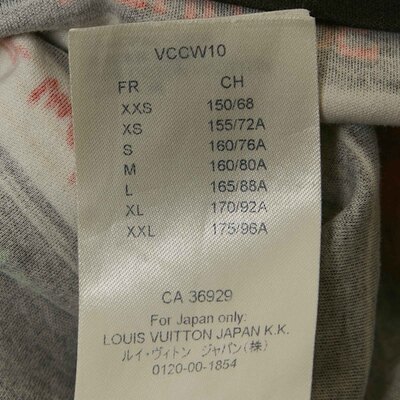 VCCW10
FR CH
XXS 150/68
XS 155/72A
S 160/76A
M 160/80A
L 165/88A
XL 170/92A
XXL 175/96A
CA 36929
For Japan only:
LOUIS VUITTON JAPAN K.K.
ルイ・ヴィトン ジャパン(株)
0120-00-1854